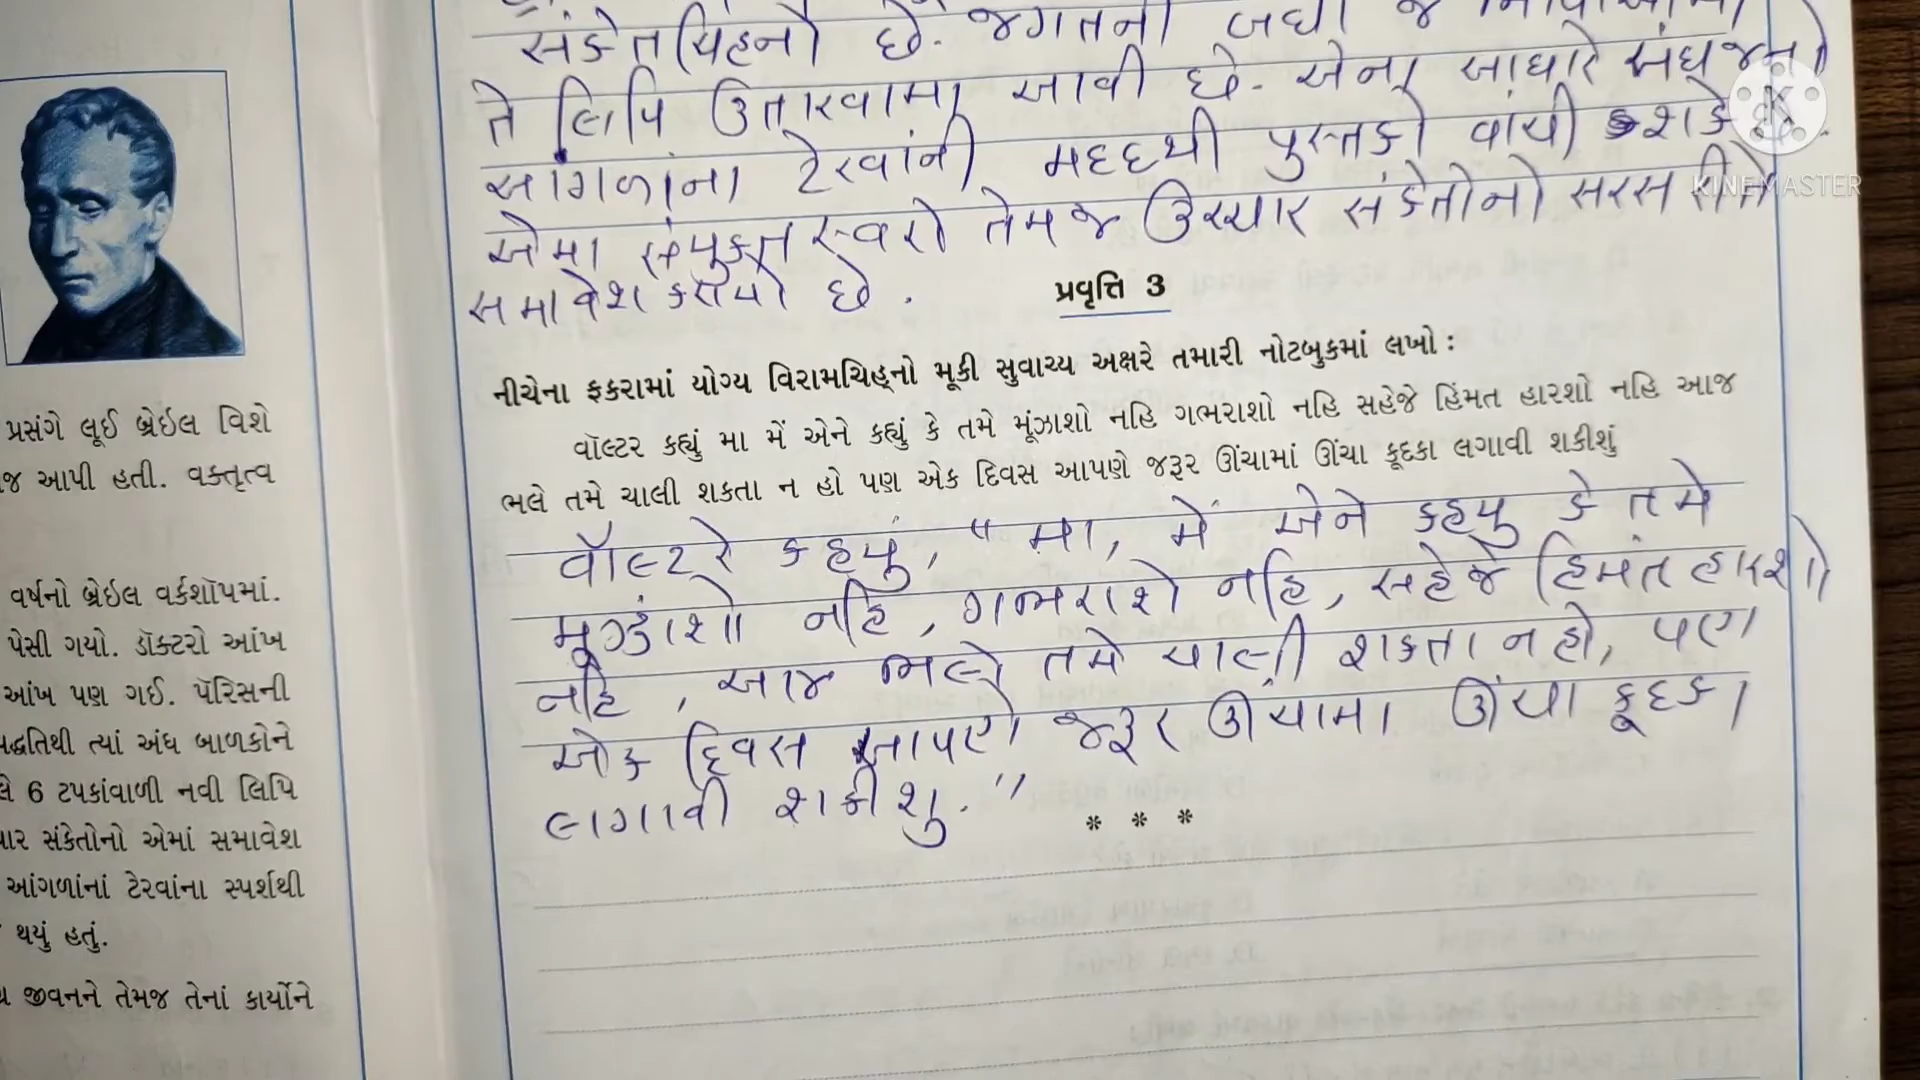 પ્રસંગે લૂઈ બ્રેઇલ વિશે
જ આપી હતી. વક્તૃત્વ
વર્ષનો બ્રેઇલ વર્કશૉપમાં.
પેસી ગયો. ડૉક્ટરો આંખ
આંખ પણ ગઈ. પૅરિસની
ત્યાં અંધ બાળકોને
6 ટપકાંવાળી નવી લિપિ
સંકેતોનો એમાં સમાવેશ
આંગળાંનાં ટેરવાંના સ્પર્શથી
થયું હતું.
જીવનને તેમજ તેનાં કાર્યોને
સંકેતચિહનો છે. જગતની બધી જ
તે લિપિ ઉતારવામા આવી છે. એના આધારે અંધજનો
આંગળાંના ટેરવાંની મદદથી પુસ્તકો વાંચી શકે છે.
એમા સંયુક્ત સ્વરો તેમજ ઉચ્ચાર સંકેતોનો સરસ રીતે
સમાવેશ કરાયો છે.
પ્રવૃત્તિ 3
નીચેના ફકરામાં યોગ્ય વિરામચિહ્નો મૂકી સુવાચ્ય અક્ષરે તમારી નોટબુકમાં લખો :
વૉલ્ટર કહ્યું મા મેં એને કહ્યું કે તમે મૂંઝાશો નહિ ગભરાશો નહિ સહેજે હિંમત હારશો નહિ આજ
ભલે તમે ચાલી શકતા ન હો પણ એક દિવસ આપણે જરૂર ઊંચામાં ઊંચા કૂદકા લગાવી શકીશું
વૉલ્ટરે કહયું, "મા, મેં એને કહયુ કે તમે
મૂઝાંશો નહિ, ગભરાશો નહિ, સહેજે હિંમત હારશો
નહિ, આજ ભલે તમે ચાલી શકતા ન હો, પણ
એક દિવસ આપણે જરૂર ઊંચામા ઊંચા કૂદકા
લગાવી શકીશુ."
* * *
KINEMASTER